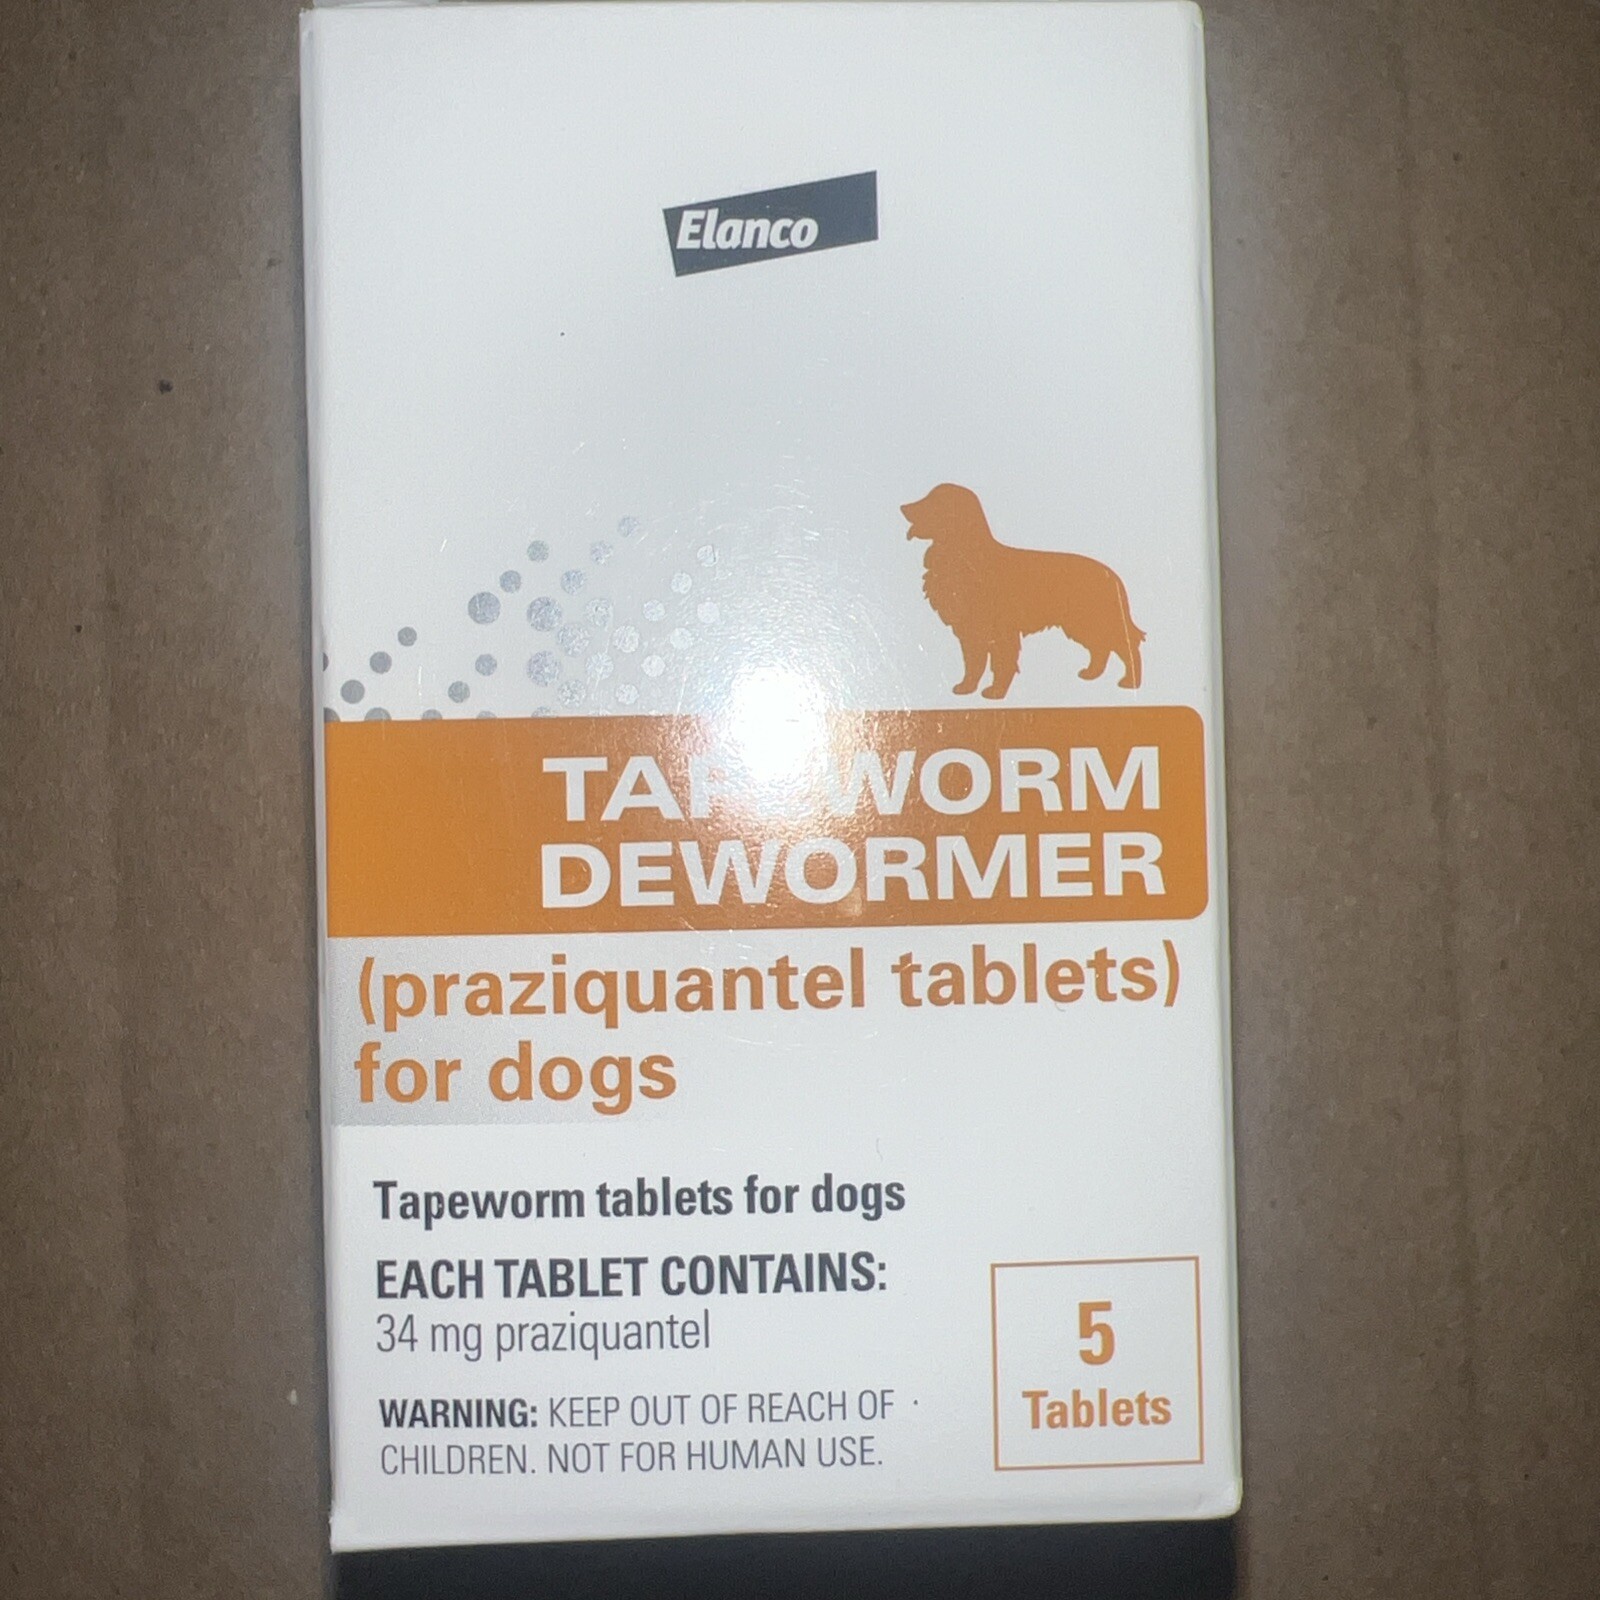 Elanco
TAPEWORM
DEWORMER
(praziquantel tablets)
for dogs
Tapeworm tablets for dogs
EACH TABLET CONTAINS:
34 mg praziquantel
WARNING: KEEP OUT OF REACH OF
CHILDREN. NOT FOR HUMAN USE.
5
Tablets